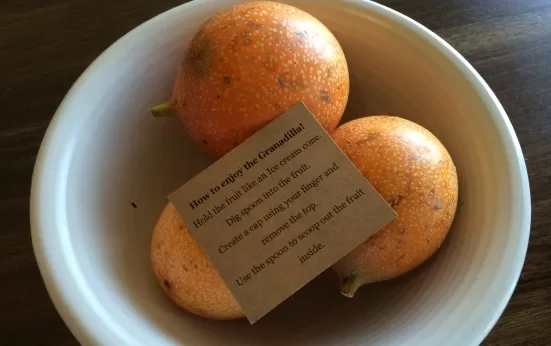 How to enjoy the Granadilla!
Hold the fruit like an Ice cream cone.
Dig spoon into the fruit.
Create a cap using your finger and
remove the top.
Use the spoon to scoop out the fruit
inside.